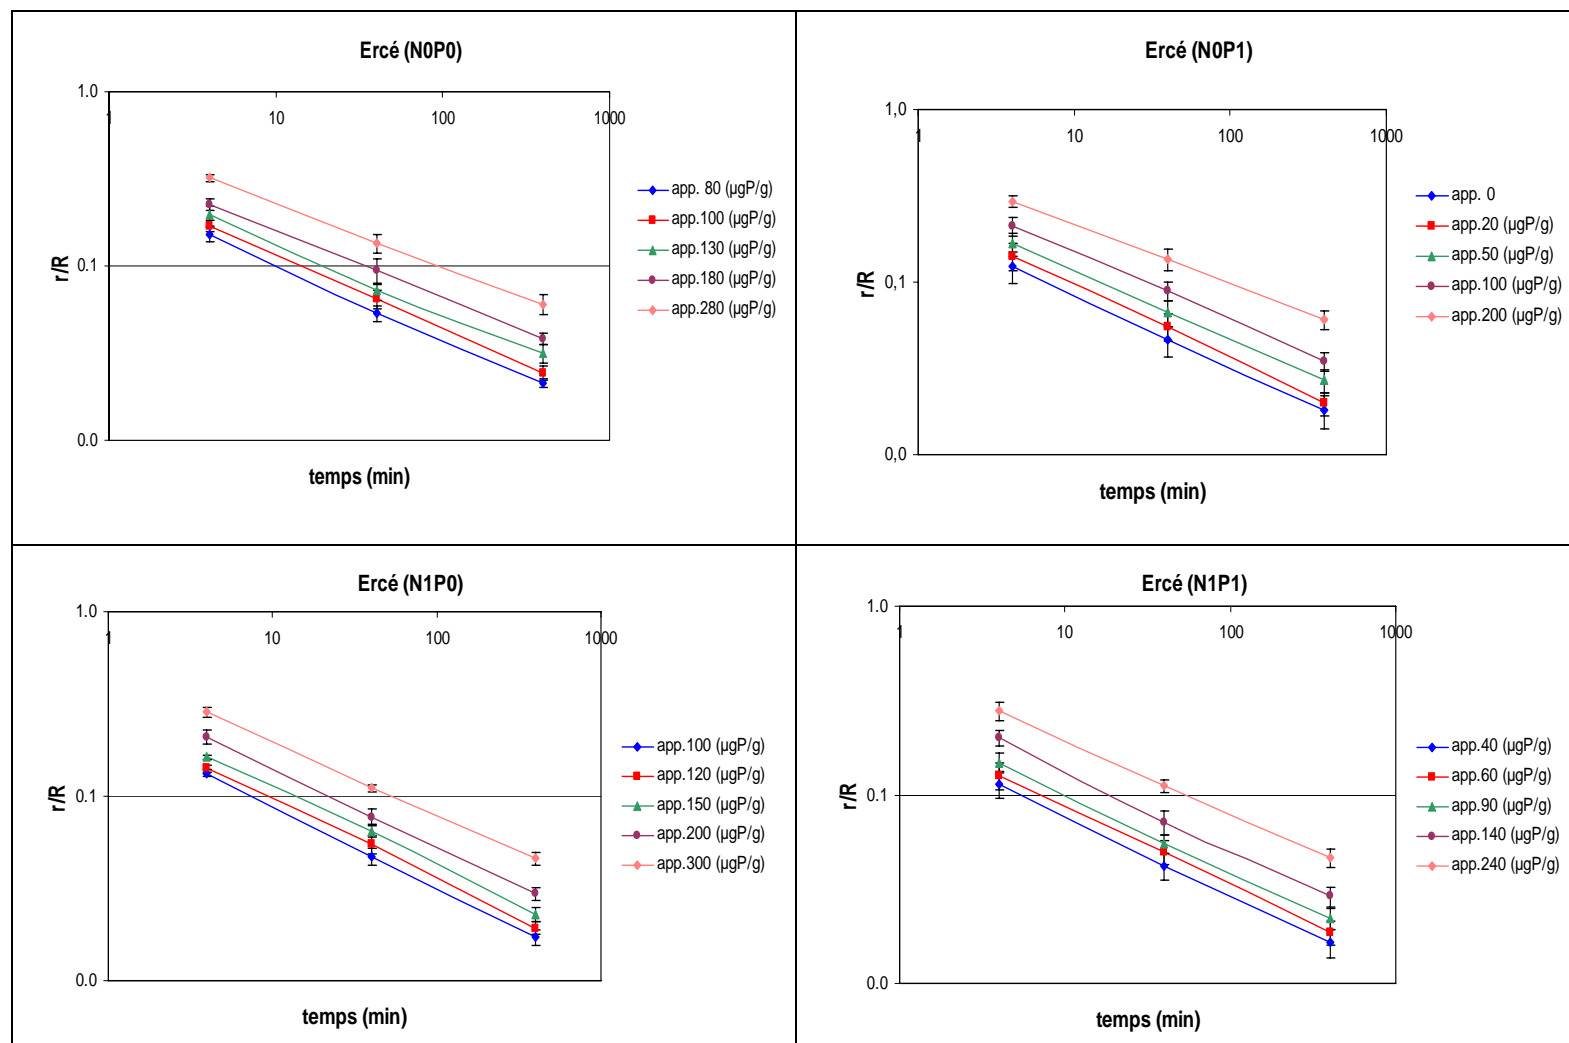 Ercé (N0P0)
1.0
1 10 100 1000
r/R
0.1
0.0
temps (min)
app. 80 (µgP/g)
app.100 (µgP/g)
app.130 (µgP/g)
app.180 (µgP/g)
app.280 (µgP/g)
Ercé (N0P1)
1,0
1 10 100 1000
r/R
0,1
0,0
temps (min)
app. 0
app.20 (µgP/g)
app.50 (µgP/g)
app.100 (µgP/g)
app.200 (µgP/g)
Ercé (N1P0)
1.0
1 10 100 1000
r/R
0.1
0.0
temps (min)
app.100 (µgP/g)
app.120 (µgP/g)
app.150 (µgP/g)
app.200 (µgP/g)
app.300 (µgP/g)
Ercé (N1P1)
1.0
1 10 100 1000
r/R
0.1
0.0
temps (min)
app.40 (µgP/g)
app.60 (µgP/g)
app.90 (µgP/g)
app.140 (µgP/g)
app.240 (µgP/g)